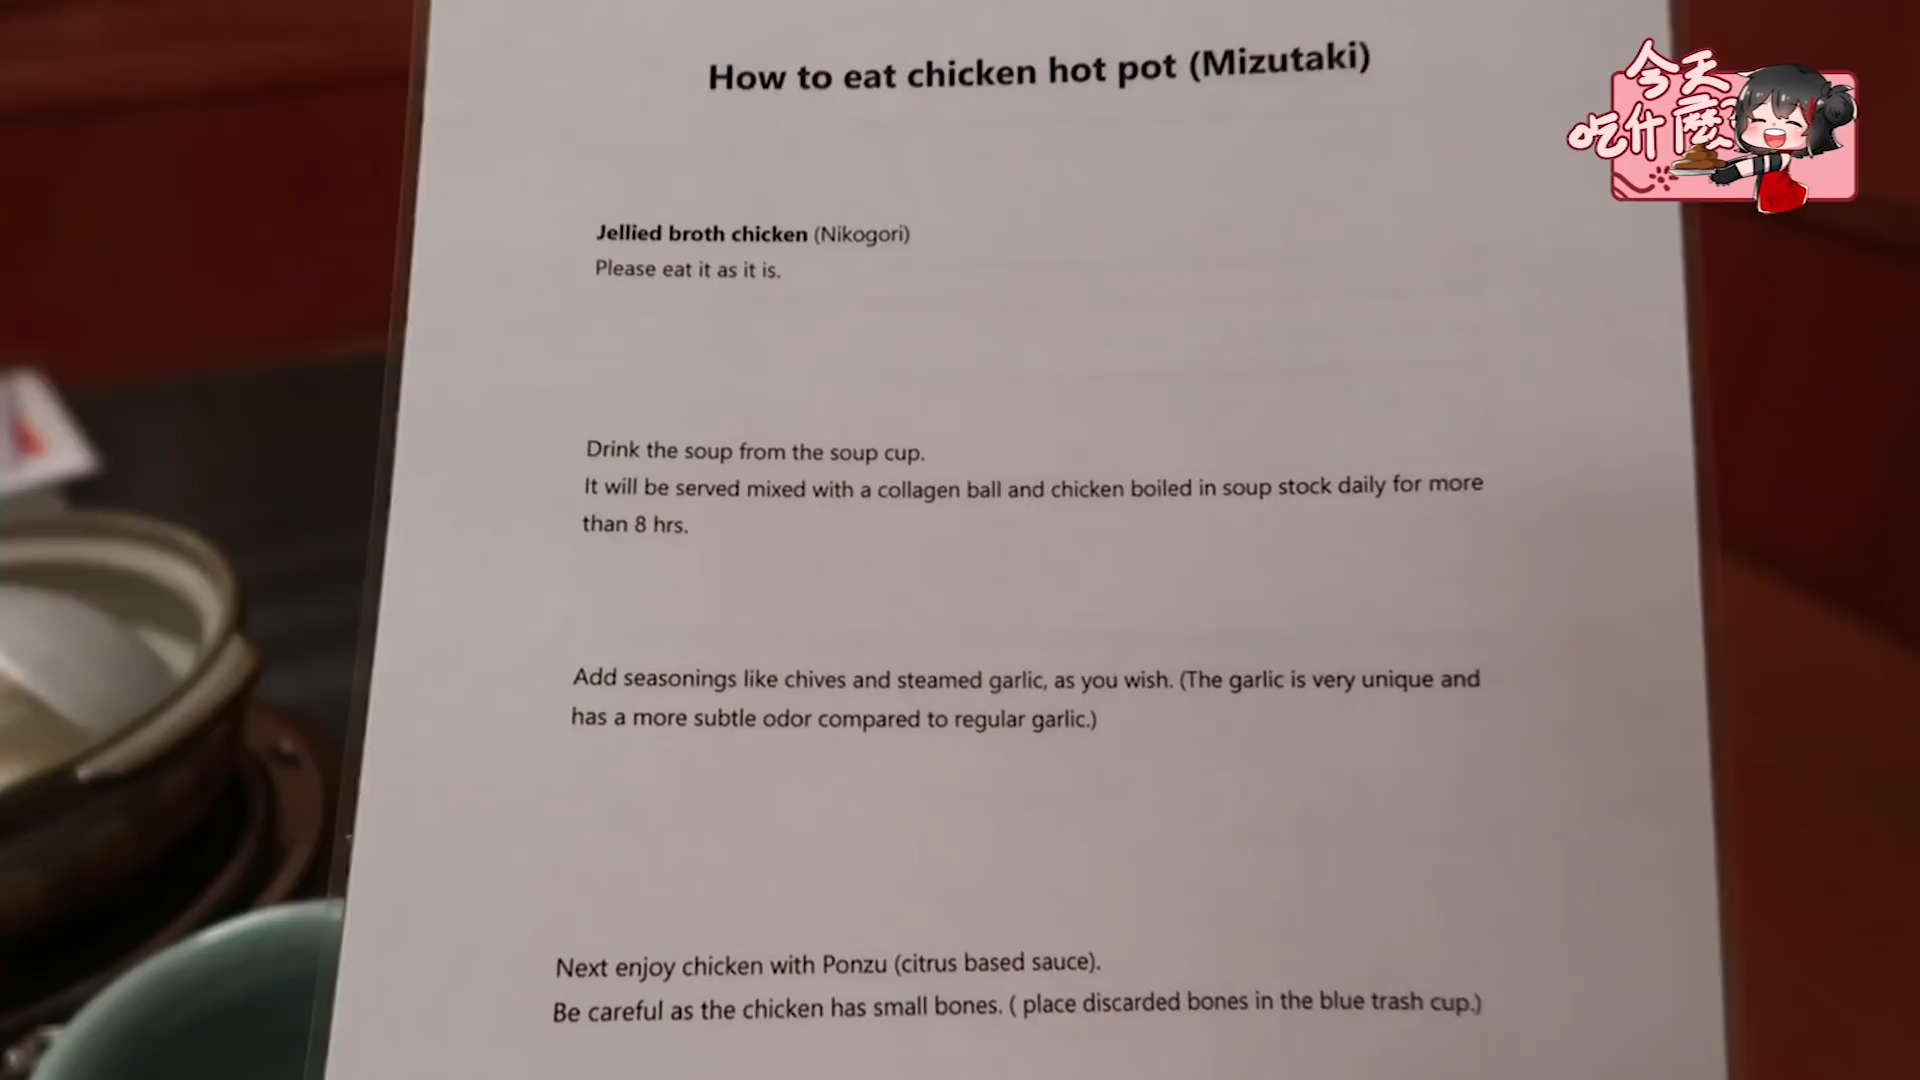 How to eat chicken hot pot (Mizutaki)
今天
吃什麼
Jellied broth chicken (Nikogori)
Please eat it as it is.
Drink the soup from the soup cup.
It will be served mixed with a collagen ball and chicken boiled in soup stock daily for more
than 8 hrs.
Add seasonings like chives and steamed garlic, as you wish. (The garlic is very unique and
has a more subtle odor compared to regular garlic.)
Next enjoy chicken with Ponzu (citrus based sauce).
Be careful as the chicken has small bones. ( place discarded bones in the blue trash cup.)